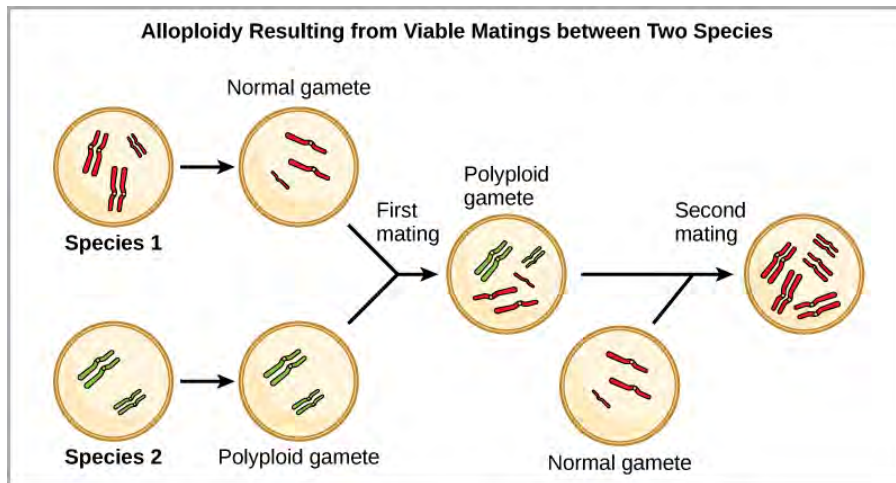 Alloploidy Resulting from Viable Matings between Two Species
Normal gamete
Species 1
First
mating
Polyploid
gamete
Second
mating
Species 2
Polyploid gamete
Normal gamete